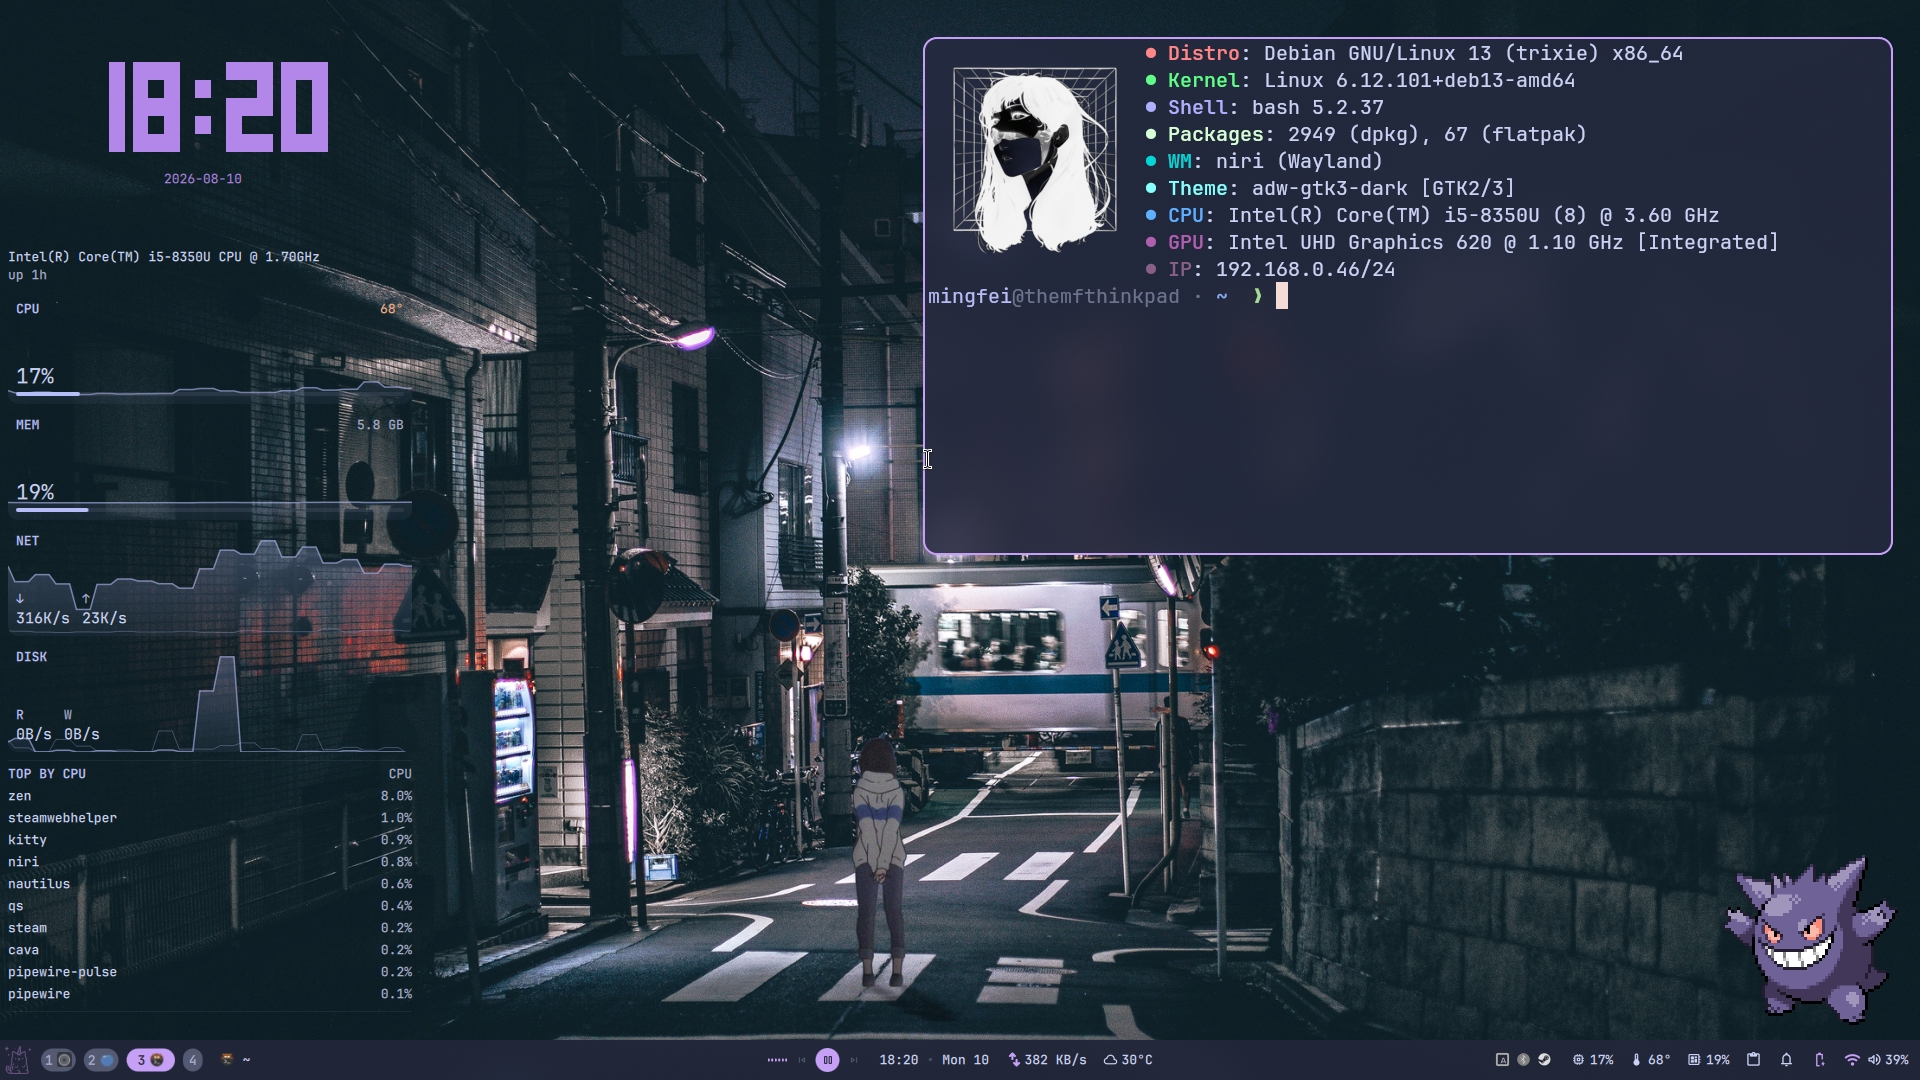 18:20
2026-08-10
Intel(R) Core(TM) i5-8350U CPU @ 1.70GHz
up 1h
CPU 68°
17%
MEM 5.8 GB
19%
NET
↓ ↑
316K/s 23K/s
DISK
R W
0B/s 0B/s
TOP BY CPU CPU
zen 8.0%
steamwebhelper 1.0%
kitty 0.9%
niri 0.8%
nautilus 0.6%
qs 0.4%
steam 0.2%
cava 0.2%
pipewire-pulse 0.2%
pipewire 0.1%
Distro: Debian GNU/Linux 13 (trixie) x86_64
Kernel: Linux 6.12.101+deb13-amd64
Shell: bash 5.2.37
Packages: 2949 (dpkg), 67 (flatpak)
WM: niri (Wayland)
Theme: adw-gtk3-dark [GTK2/3]
CPU: Intel(R) Core(TM) i5-8350U (8) @ 3.60 GHz
GPU: Intel UHD Graphics 620 @ 1.10 GHz [Integrated]
IP: 192.168.0.46/24
mingfei@themfthinkpad · ~ ❱
1 2 3 4 ~
18:20 · Mon 10 382 KB/s 30°C
A 17% 68° 19% 39%